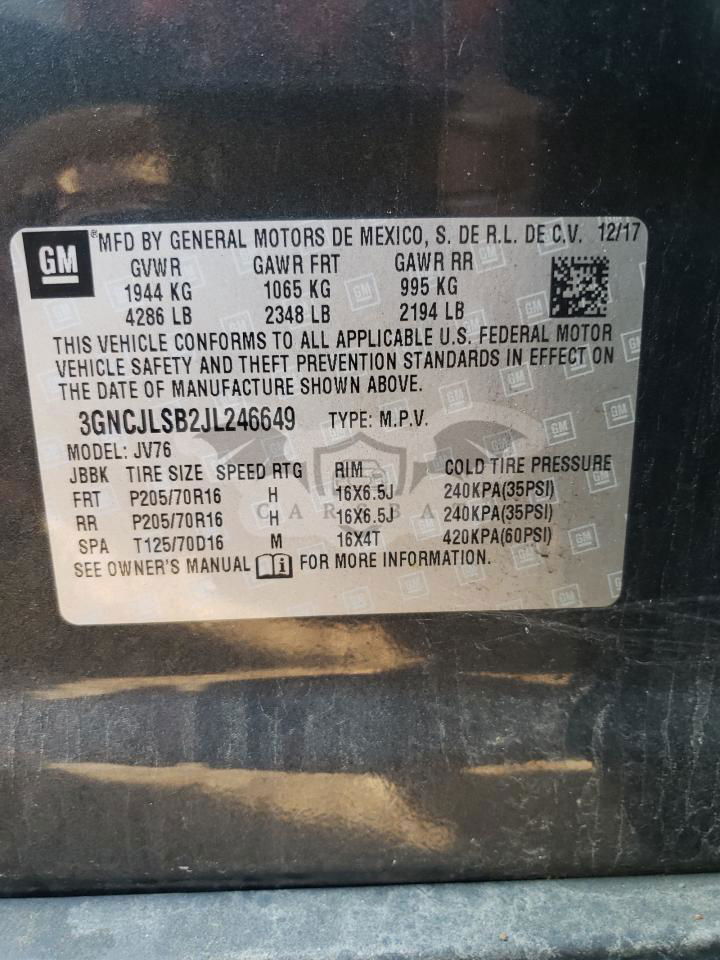 GM
®MFD BY GENERAL MOTORS DE MEXICO, S. DE R.L. DE C.V. 12/17
GVWR GAWR FRT GAWR RR
1944 KG 1065 KG 995 KG
4286 LB 2348 LB 2194 LB
THIS VEHICLE CONFORMS TO ALL APPLICABLE U.S. FEDERAL MOTOR
VEHICLE SAFETY AND THEFT PREVENTION STANDARDS IN EFFECT ON
THE DATE OF MANUFACTURE SHOWN ABOVE.
3GNCJLSB2JL246649 TYPE: M.P.V.
MODEL: JV76
JBBK TIRE SIZE SPEED RTG RIM COLD TIRE PRESSURE
FRT P205/70R16 H 16X6.5J 240KPA(35PSI)
RR P205/70R16 H 16X6.5J 240KPA(35PSI)
SPA T125/70D16 M 16X4T 420KPA(60PSI)
SEE OWNER'S MANUAL i FOR MORE INFORMATION.